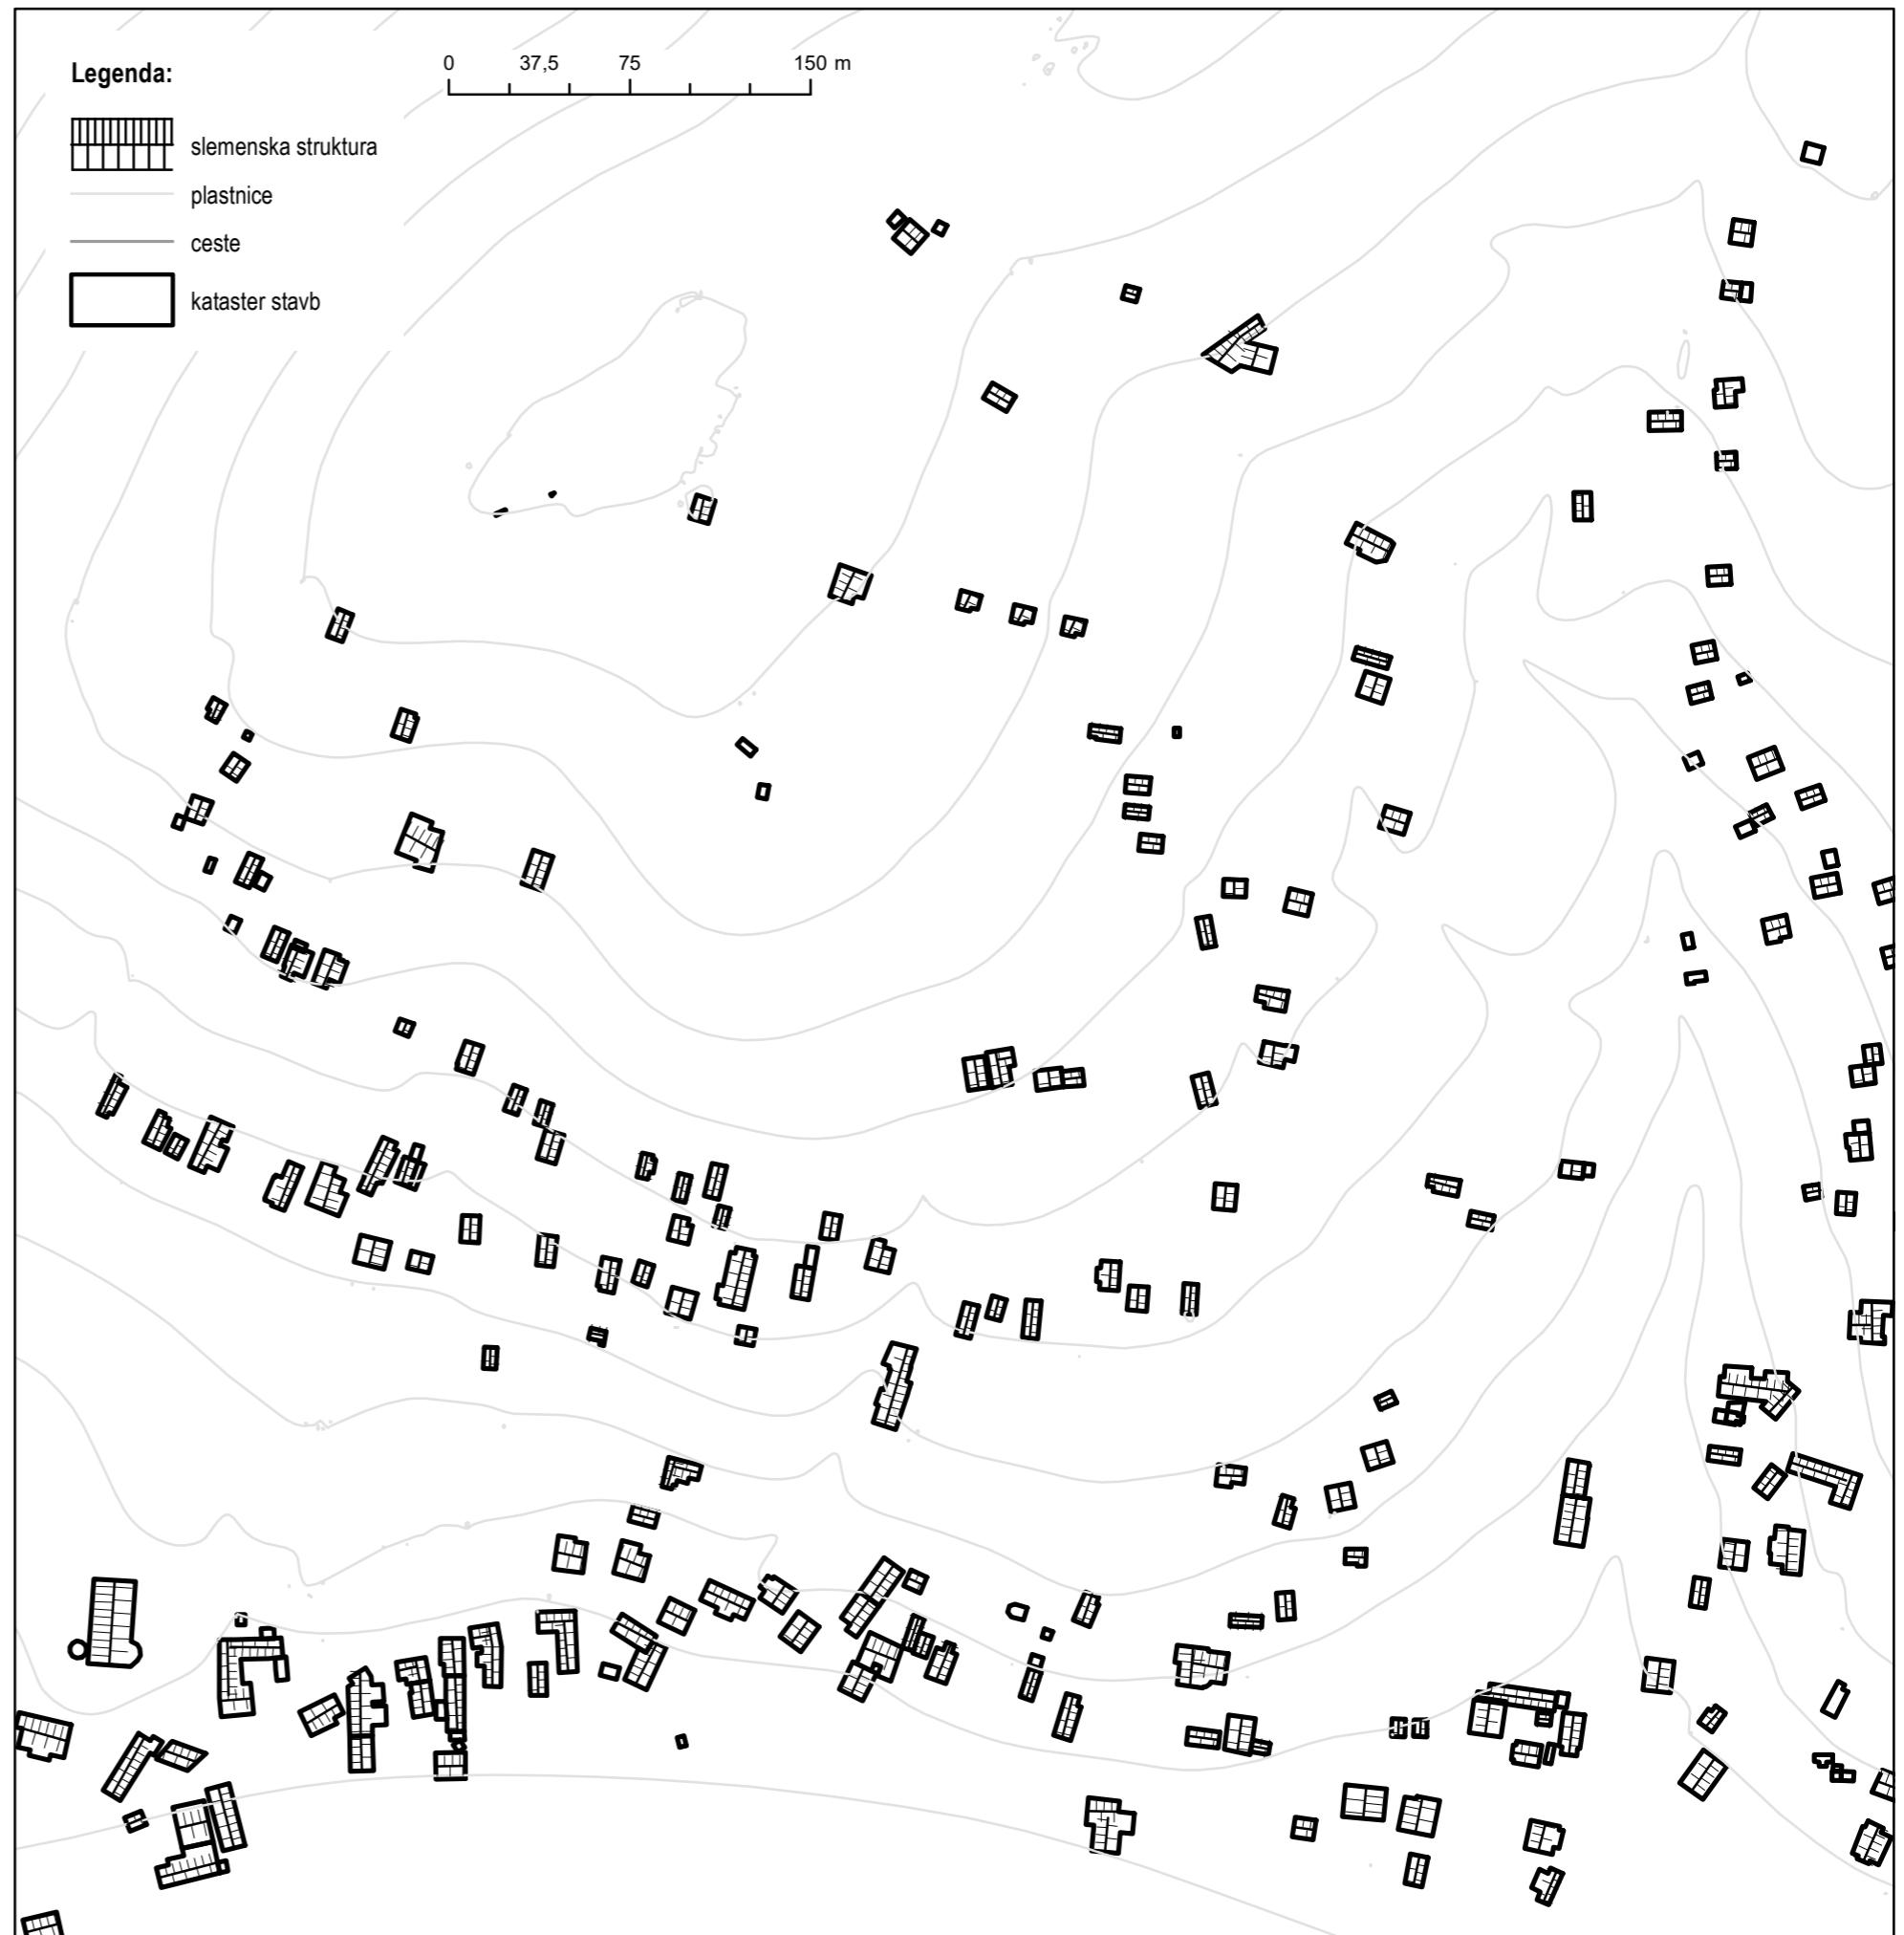 Legenda:
0 37,5 75 150 m
slemenska struktura
plastnice
ceste
kataster stavb